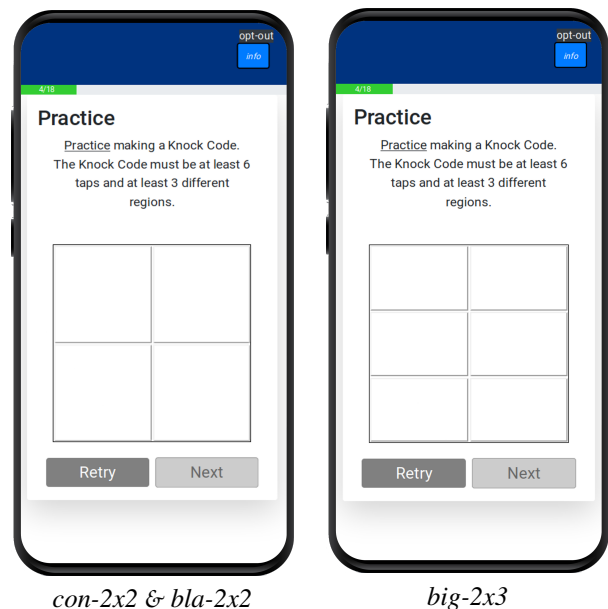 opt-out
info
4/18
Practice
Practice making a Knock Code.
The Knock Code must be at least 6
taps and at least 3 different
regions.
Retry Next
con-2x2 & bla-2x2
opt-out
info
4/18
Practice
Practice making a Knock Code.
The Knock Code must be at least 6
taps and at least 3 different
regions.
Retry Next
big-2x3